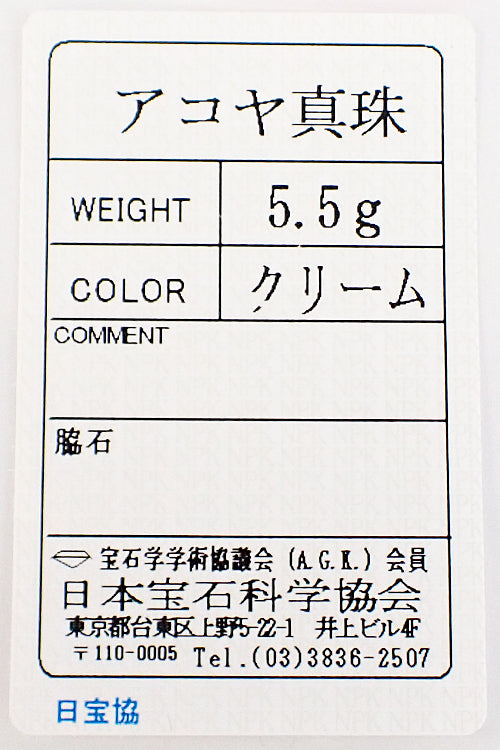 アコヤ真珠
WEIGHT 5.5g
COLOR クリーム
COMMENT
脇石
宝石学学術協議会 (A.G.K.) 会員
日本宝石科学協会
東京都台東区上野5-22-1 井上ビル4F
〒110-0005 Tel.(03)3836-2507
日宝協